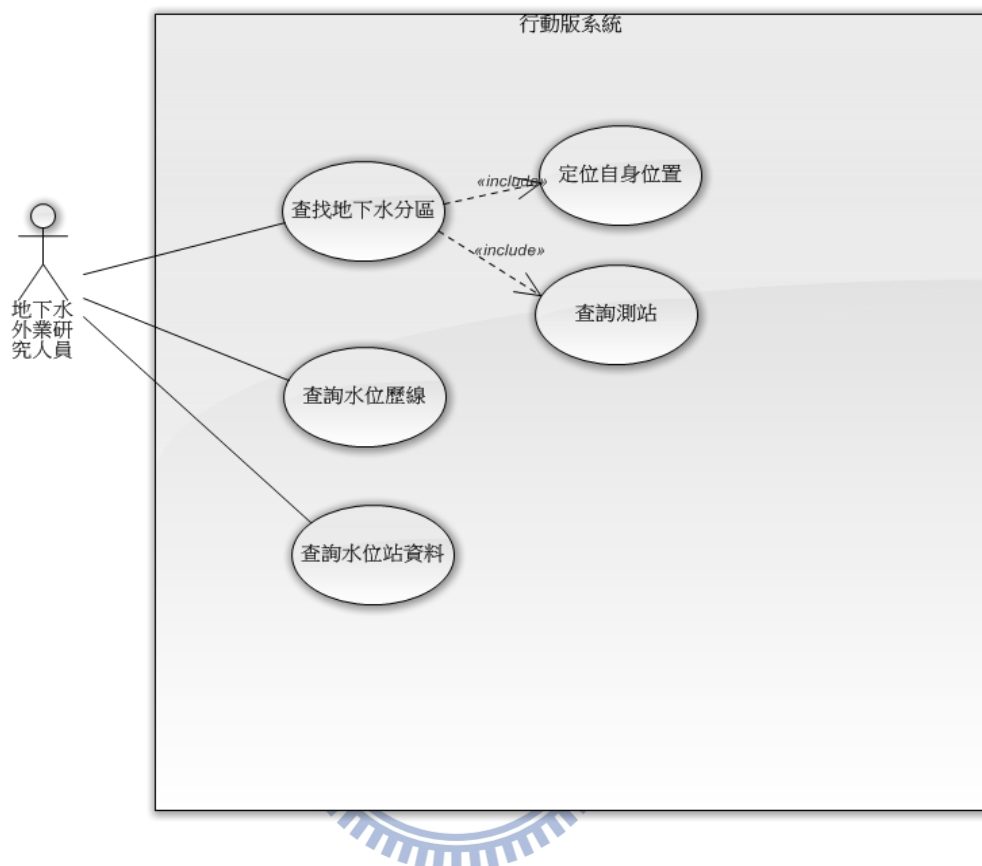 行動版系統
定位自身位置
«include»
查找地下水分區
«include»
地下水
外業研
究人員
查詢測站
查詢水位歷線
查詢水位站資料